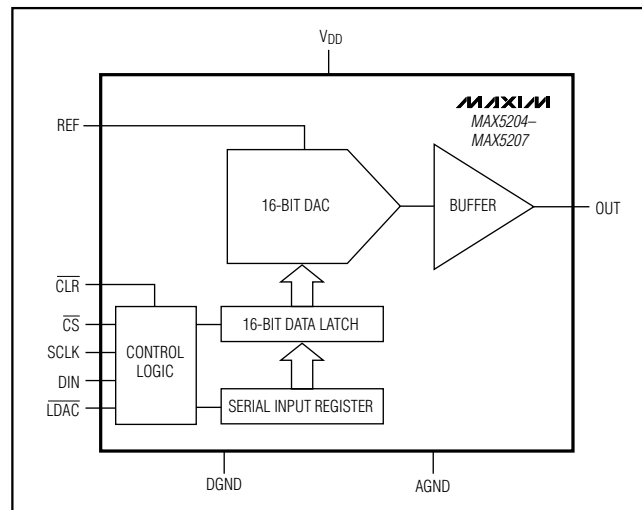 VDD
MAXIM
MAX5204–
MAX5207
REF
16-BIT DAC
BUFFER
OUT
CLR
CS
16-BIT DATA LATCH
SCLK
CONTROL
LOGIC
DIN
LDAC
SERIAL INPUT REGISTER
DGND
AGND